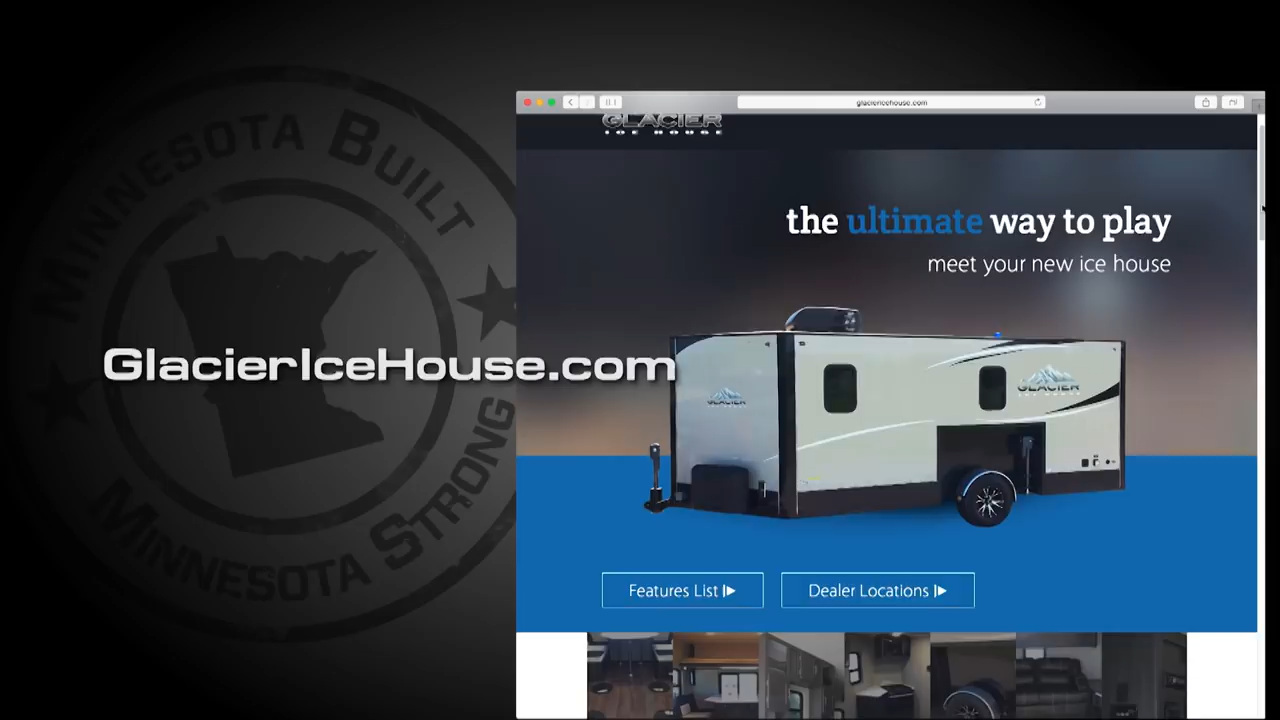 MINNESOTA BUILT
MINNESOTA STRONG
GlacierIceHouse.com
glaciericehouse.com
GLACIER
ICE HOUSE
the ultimate way to play
meet your new ice house
GLACIER
GLACIER
ICE HOUSE
Features List
Dealer Locations